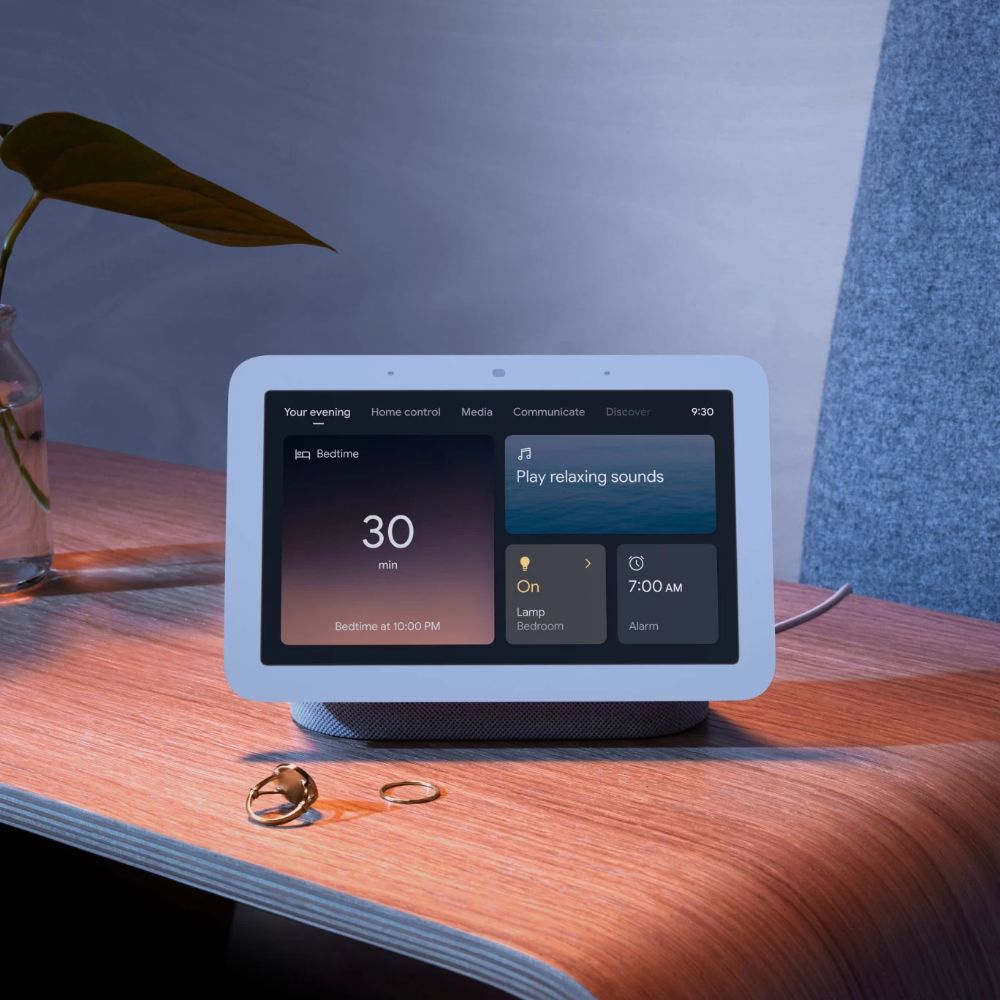 Your evening Home control Media Communicate Discover 9:30
Bedtime
30
min
Bedtime at 10:00 PM
Play relaxing sounds
On
Lamp
Bedroom
7:00 AM
Alarm